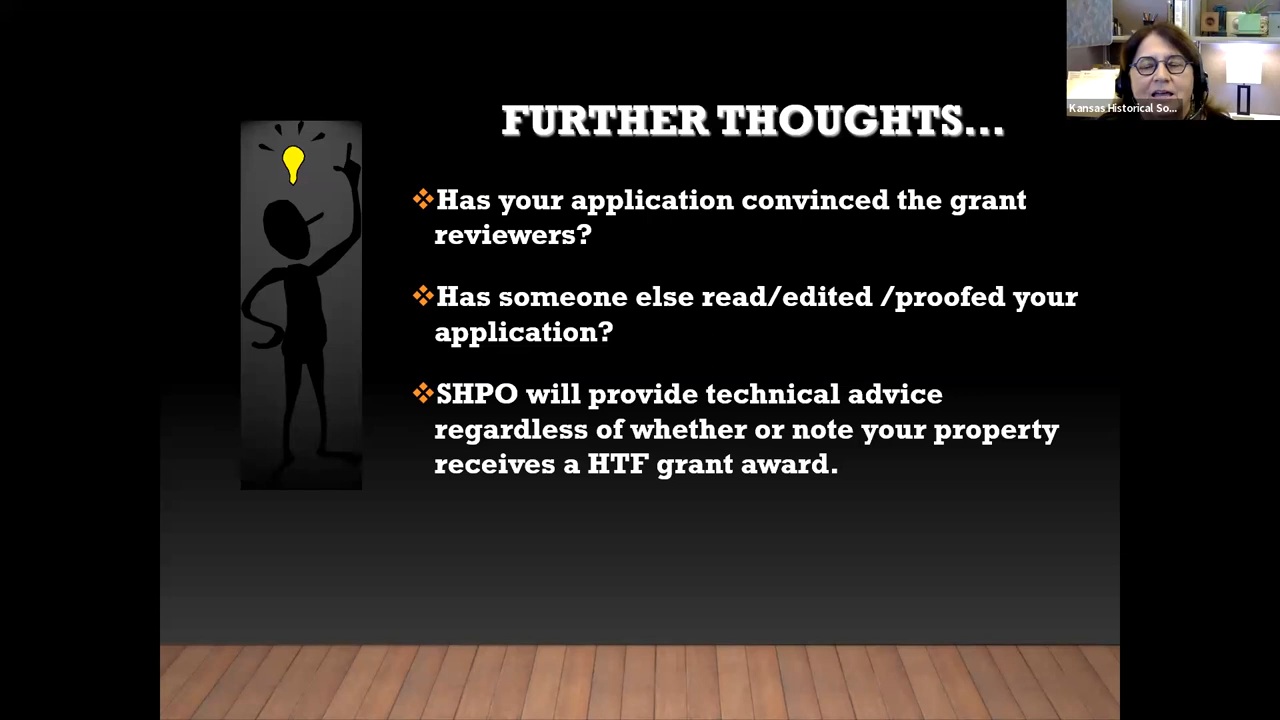 FURTHER THOUGHTS...
❖Has your application convinced the grant
reviewers?
❖Has someone else read/edited /proofed your
application?
❖SHPO will provide technical advice
regardless of whether or note your property
receives a HTF grant award.
Kansas Historical So...